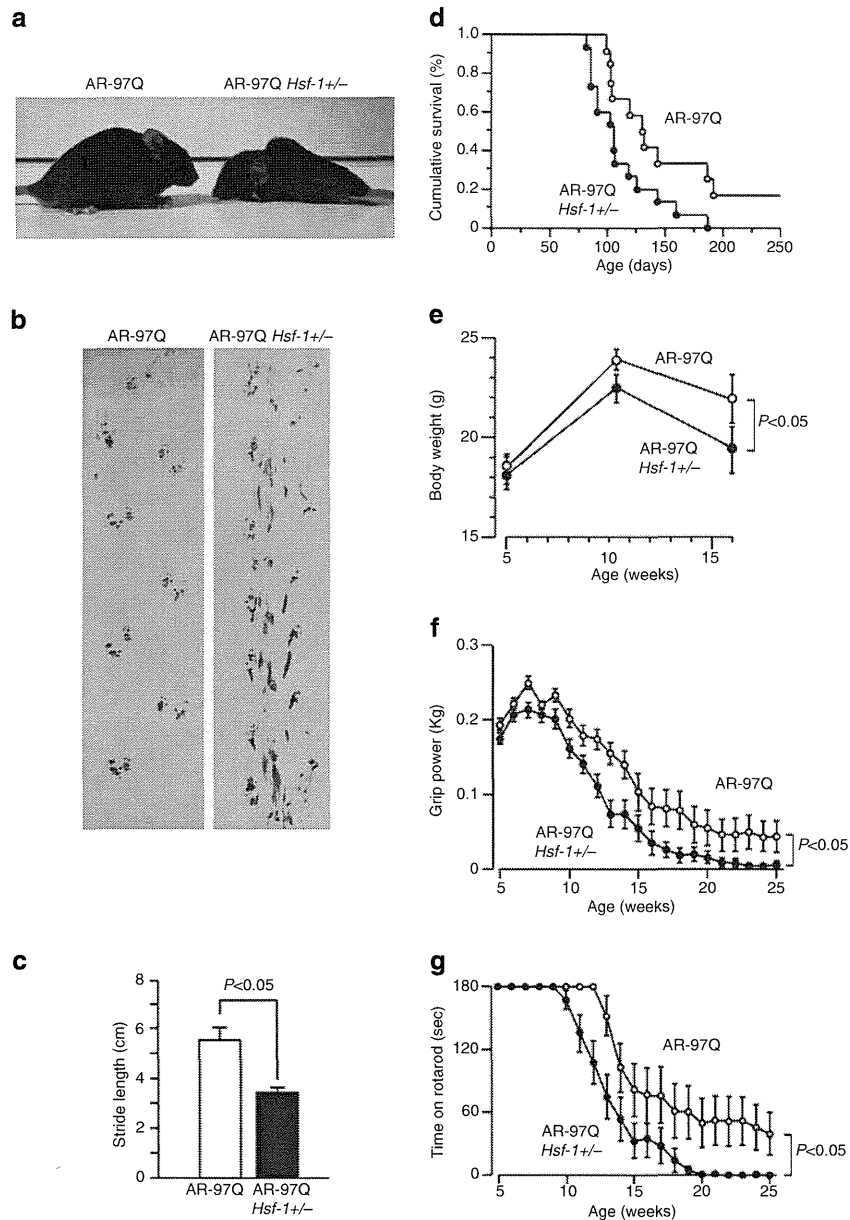 a
AR-97Q
AR-97Q Hsf-1+/–
b
AR-97Q
AR-97Q Hsf-1+/–
c
8
6
4
2
0
Stride length (cm)
P<0.05
AR-97Q
AR-97Q
Hsf-1+/–
d
1.0
0.8
0.6
0.4
0.2
0
Cumulative survival (%)
AR-97Q
AR-97Q
Hsf-1+/–
0 50 100 150 200 250
Age (days)
e
25
20
15
Body weight (g)
AR-97Q
P<0.05
AR-97Q
Hsf-1+/–
5 10 15
Age (weeks)
f
0.3
0.2
0.1
0
Grip power (Kg)
AR-97Q
AR-97Q
Hsf-1+/–
P<0.05
5 10 15 20 25
Age (weeks)
g
180
120
60
0
Time on rotarod (sec)
AR-97Q
AR-97Q
Hsf-1+/–
P<0.05
5 10 15 20 25
Age (weeks)